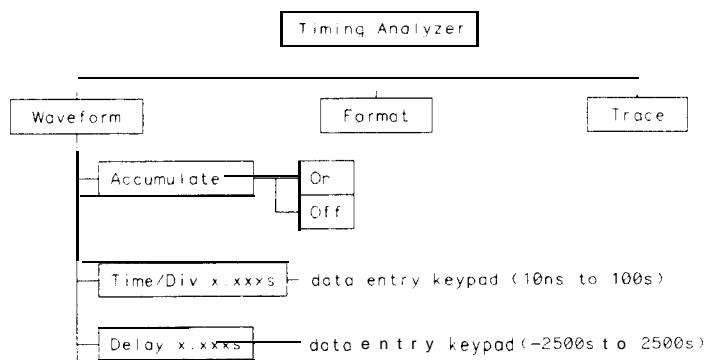 Timing Analyzer
Waveform Format Trace
Accumulate On
Off
Time/Div x.xxxs data entry keypad (10ns to 100s)
Delay x.xxxs data entry keypad (-2500s to 2500s)